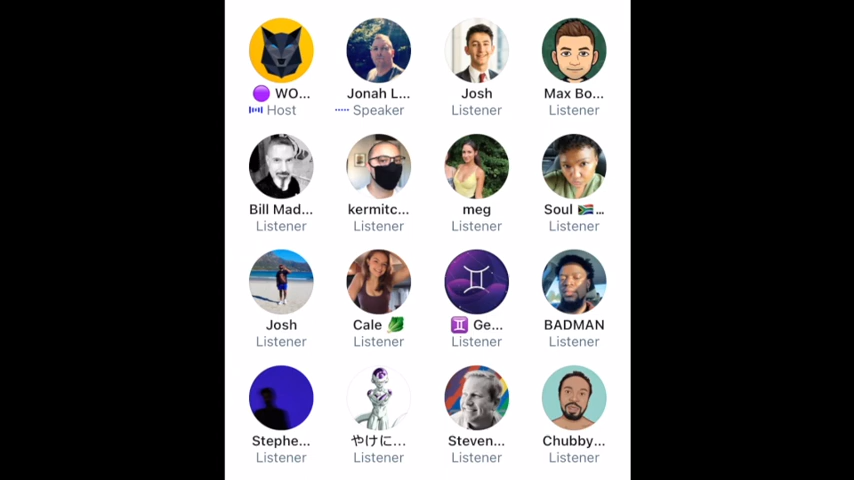 🟣 WO... Jonah L... Josh Max Bo...
Host Speaker Listener Listener
Bill Mad... kermitc... meg Soul 🇿🇦...
Listener Listener Listener Listener
Josh Cale 🥬 ♊ Ge... BADMAN
Listener Listener Listener Listener
Stephe... やけに... Steven... Chubby...
Listener Listener Listener Listener